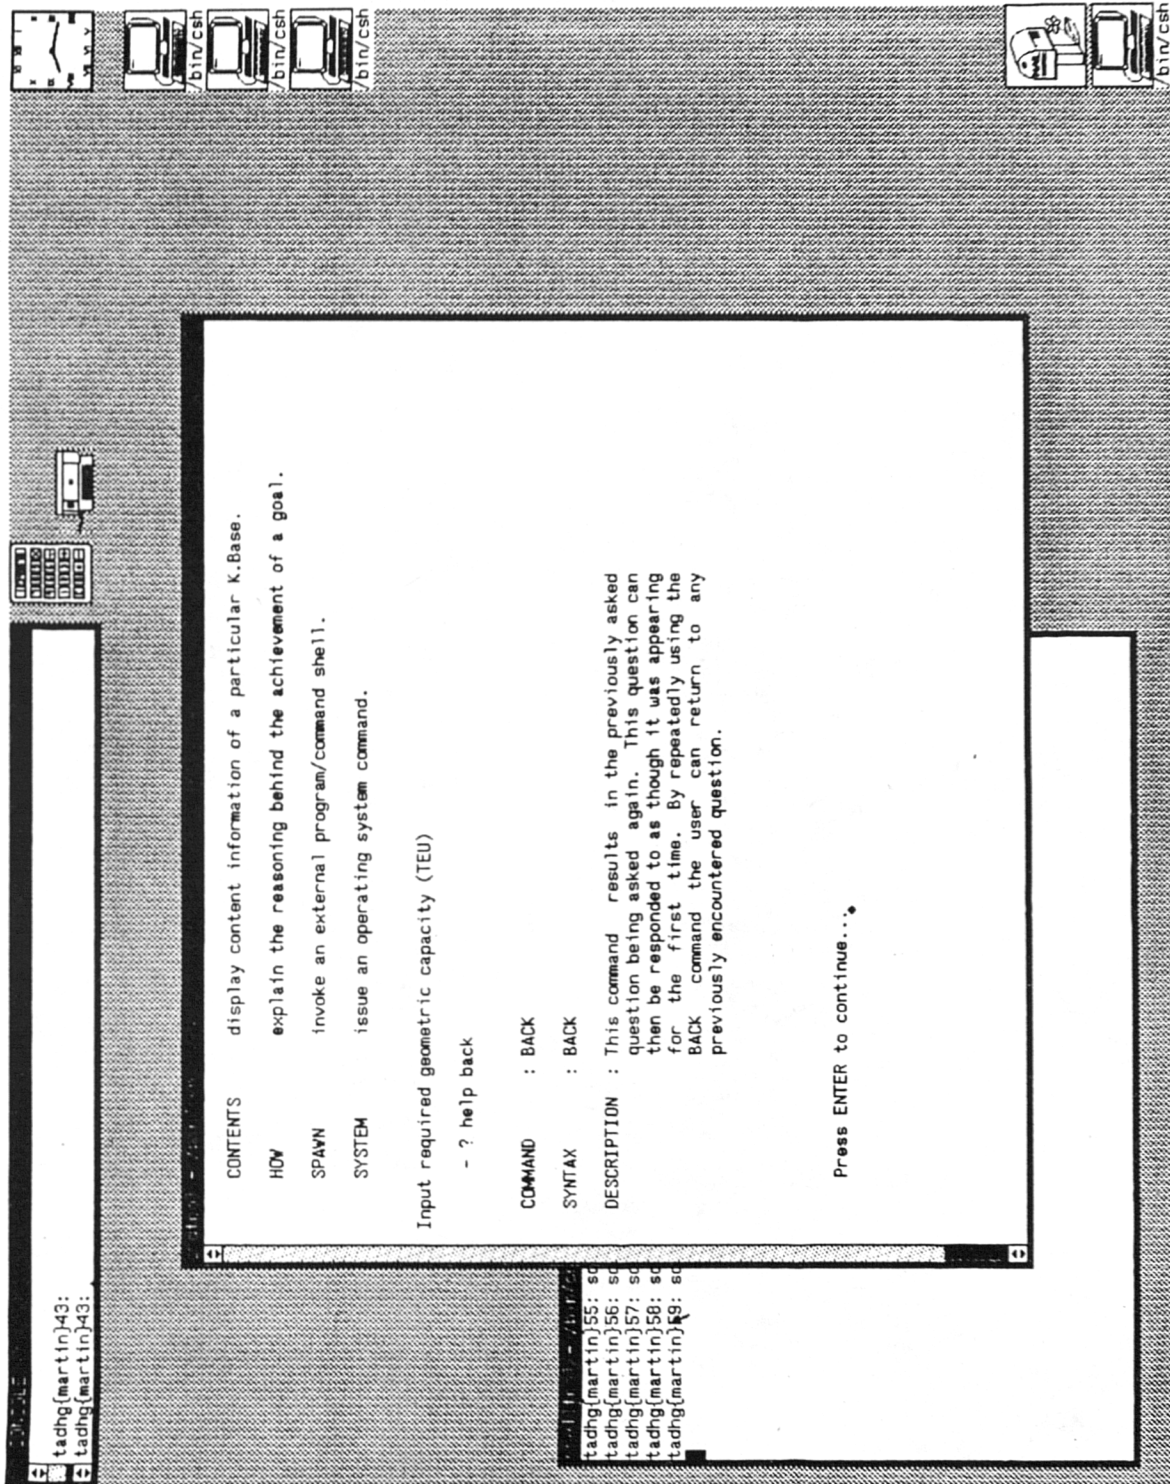 CONSOLE
tadhg{martin}43:
tadhg{martin}43:
/bin/csh
/bin/csh
/bin/csh
CONTENTS display content information of a particular K.Base.
HOW explain the reasoning behind the achievement of a goal.
SPAWN invoke an external program/command shell.
SYSTEM issue an operating system command.
Input required geometric capacity (TEU)
- ? help back
COMMAND : BACK
SYNTAX : BACK
DESCRIPTION : This command results in the previously asked
question being asked again. This question can
then be responded to as though it was appearing
for the first time. By repeatedly using the
BACK command the user can return to any
previously encountered question.
Press ENTER to continue...
tadhg{martin}55: sc
tadhg{martin}56: sc
tadhg{martin}57: sc
tadhg{martin}58: sc
tadhg{martin}59: sc
/bin/csh